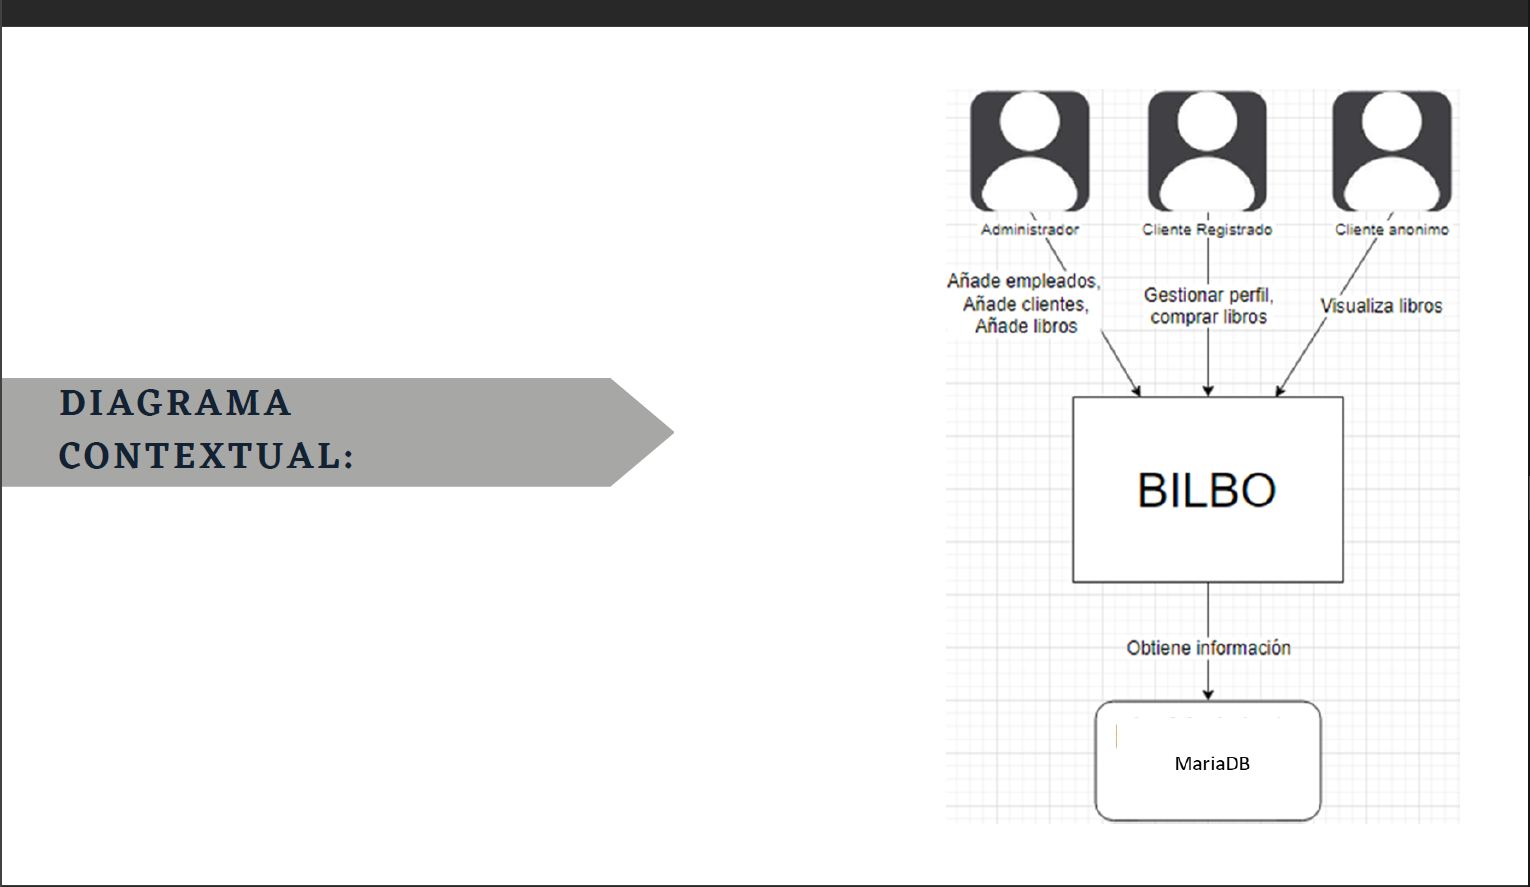 DIAGRAMA
CONTEXTUAL:
Administrador
Cliente Registrado
Cliente anonimo
Añade empleados,
Añade clientes,
Añade libros
Gestionar perfil,
comprar libros
Visualiza libros
BILBO
Obtiene información
MariaDB